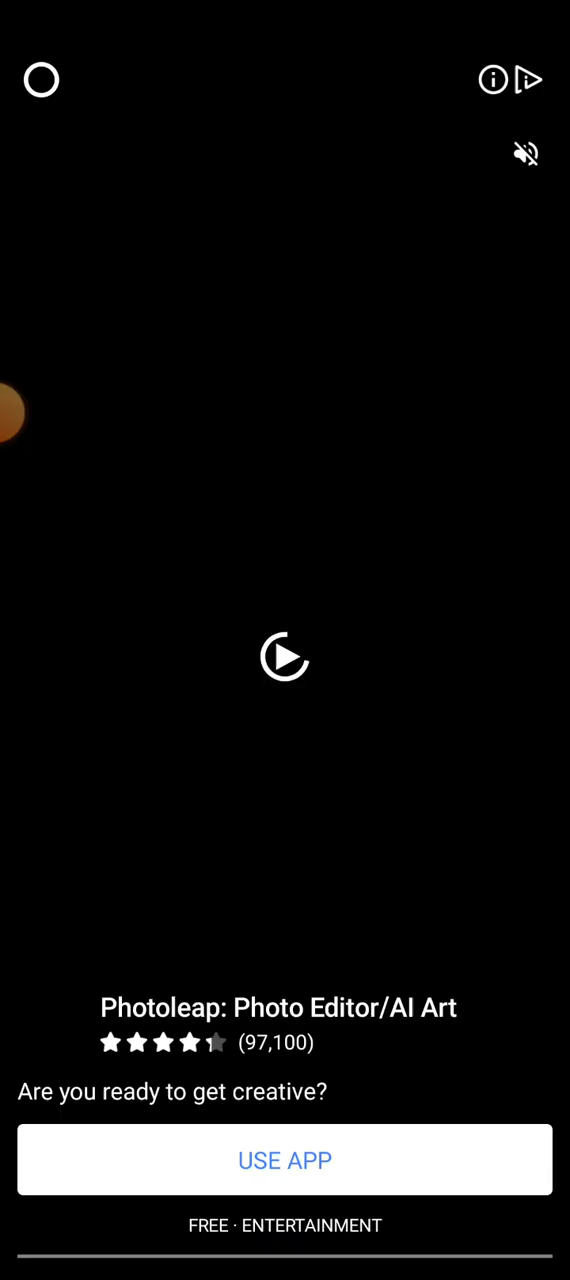 Photoleap: Photo Editor/AI Art
(97,100)
Are you ready to get creative?
USE APP
FREE · ENTERTAINMENT